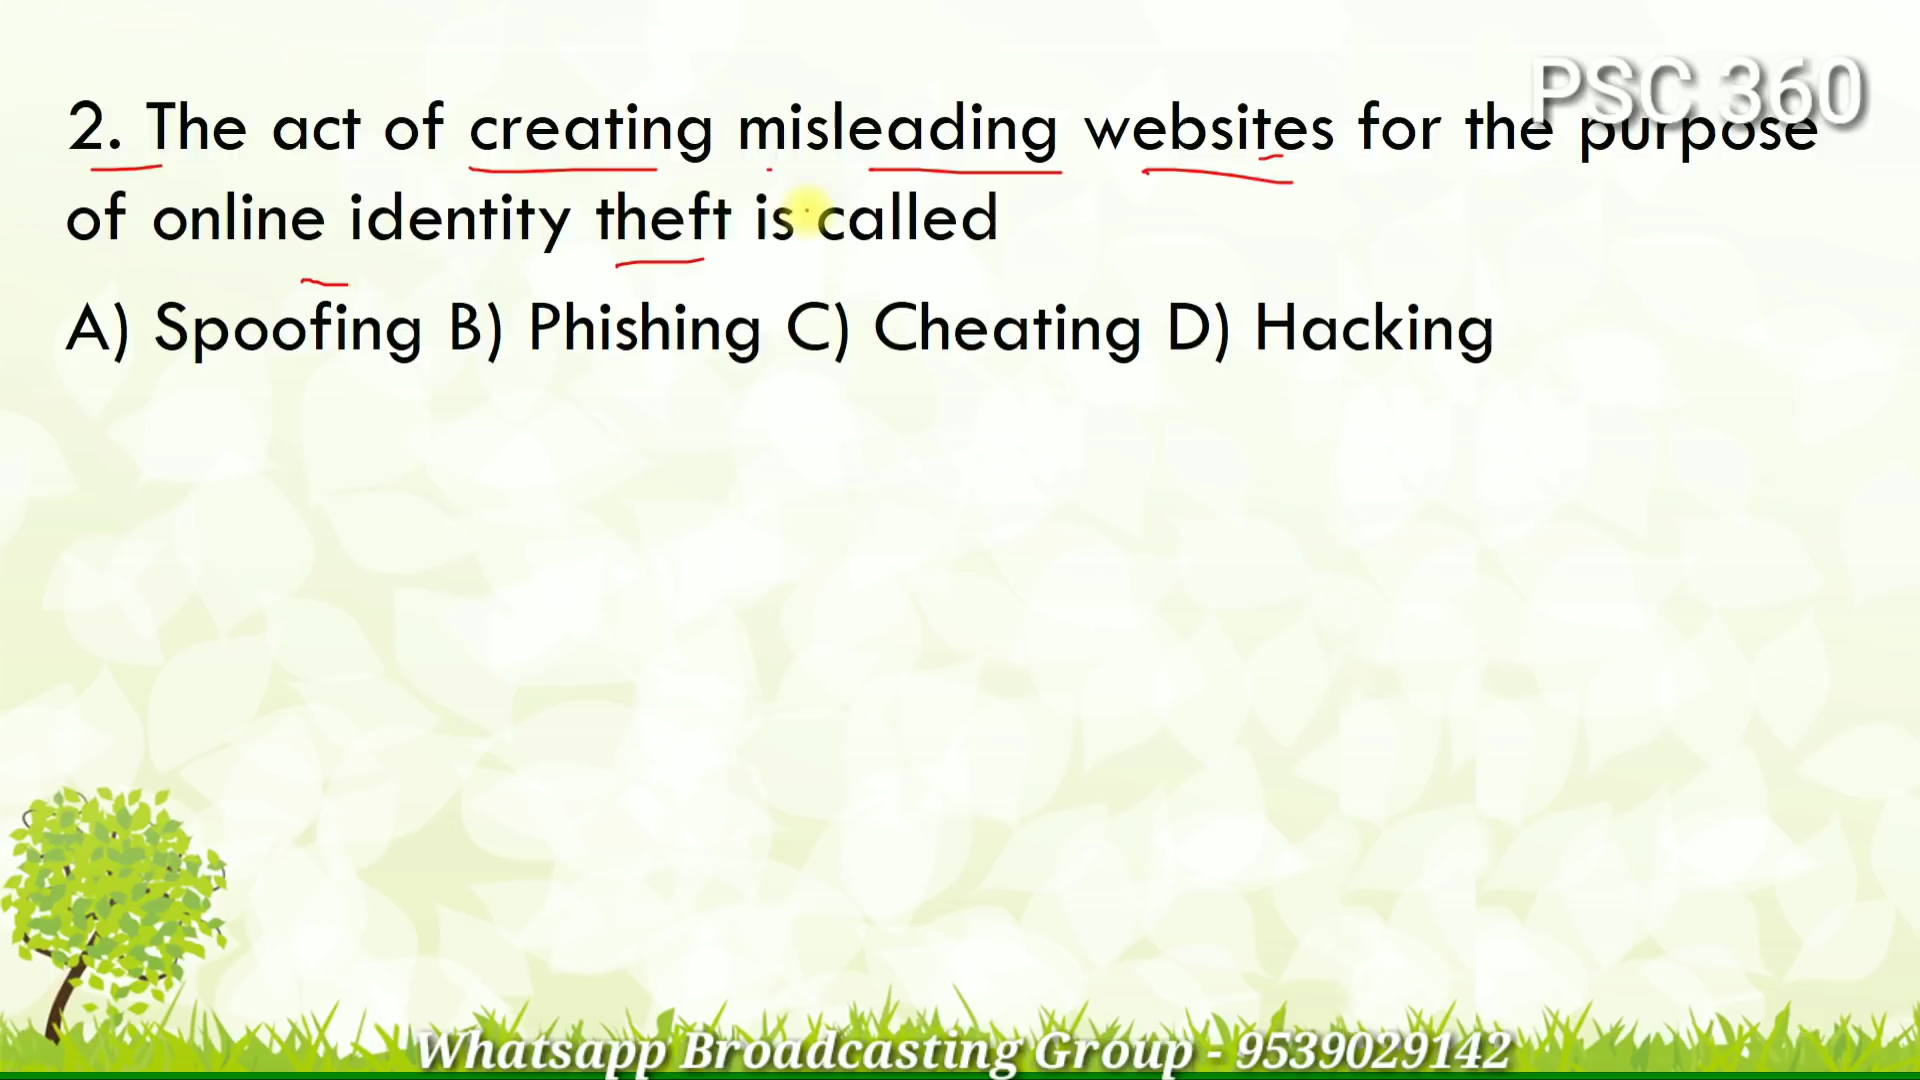 PSC 360
2. The act of creating misleading websites for the purpose
of online identity theft is called
A) Spoofing B) Phishing C) Cheating D) Hacking
Whatsapp Broadcasting Group - 9539029142